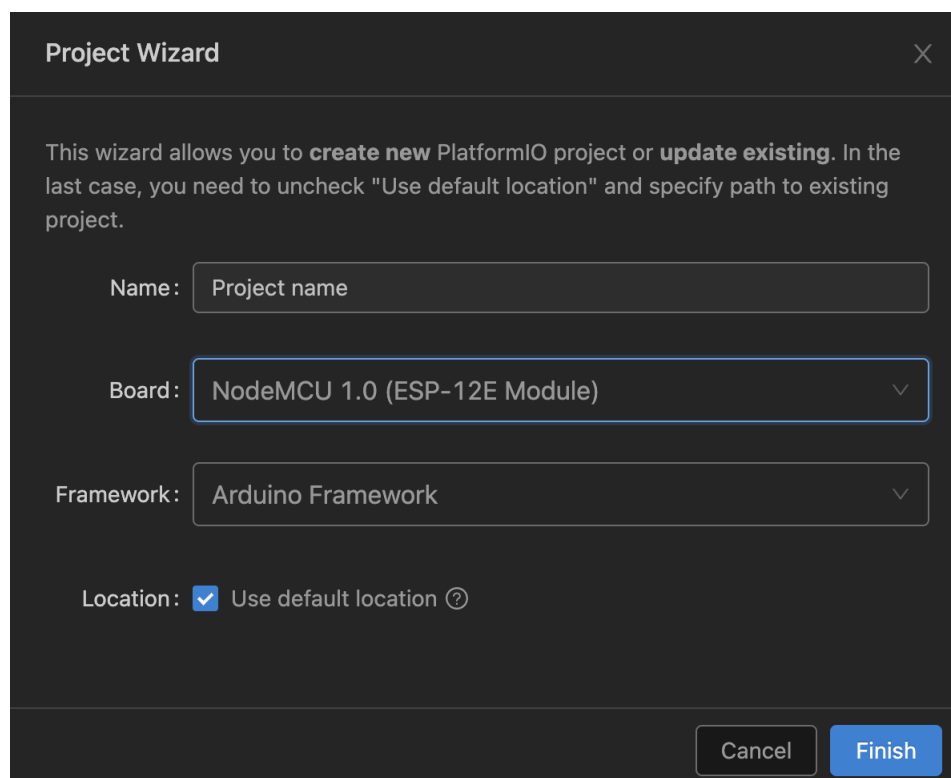 Project Wizard
This wizard allows you to create new PlatformIO project or update existing. In the
last case, you need to uncheck "Use default location" and specify path to existing
project.
Name: Project name
Board: NodeMCU 1.0 (ESP-12E Module)
Framework: Arduino Framework
Location: Use default location ?
Cancel Finish